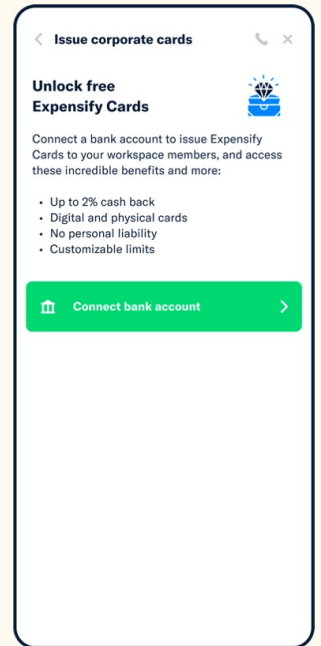 Issue corporate cards
Unlock free
Expensify Cards
Connect a bank account to issue Expensify
Cards to your workspace members, and access
these incredible benefits and more:
• Up to 2% cash back
• Digital and physical cards
• No personal liability
• Customizable limits
Connect bank account